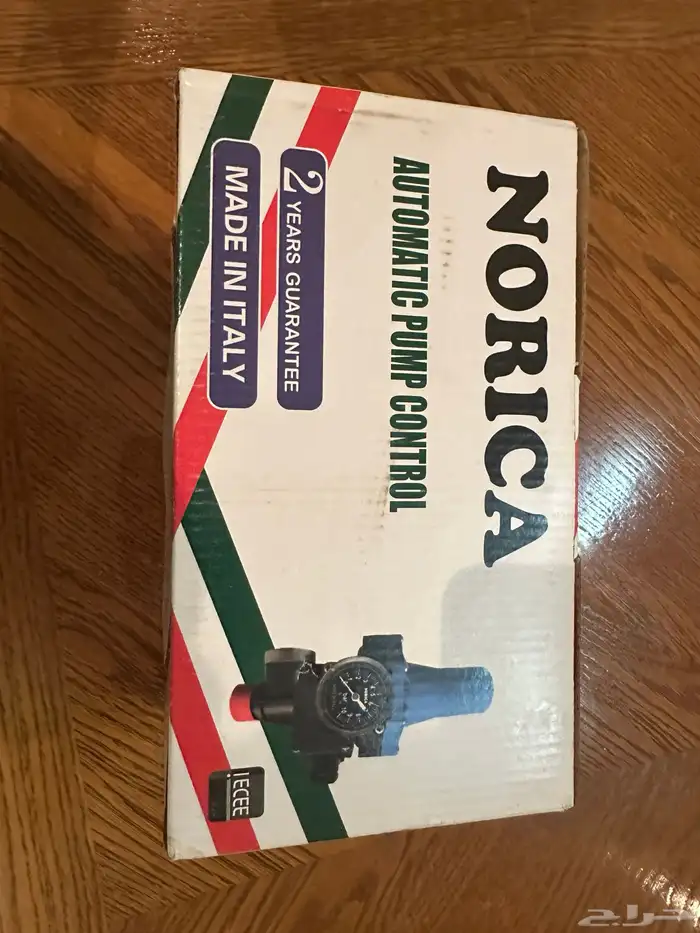 NORICA
AUTOMATIC PUMP CONTROL
2 YEARS GUARANTEE
MADE IN ITALY
IECEE
حراج